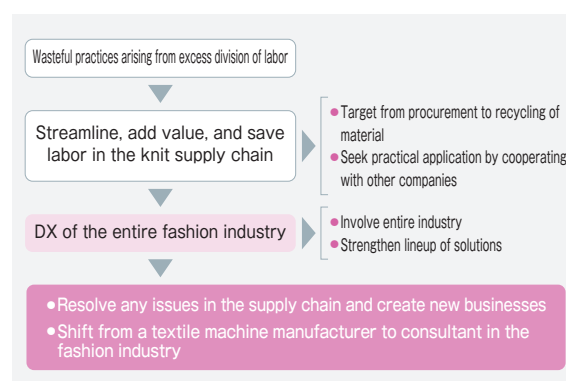 Wasteful practices arising from excess division of labor
Streamline, add value, and save
labor in the knit supply chain
●Target from procurement to recycling of
material
●Seek practical application by cooperating
with other companies
DX of the entire fashion industry
●Involve entire industry
●Strengthen lineup of solutions
●Resolve any issues in the supply chain and create new businesses
●Shift from a textile machine manufacturer to consultant in the
fashion industry